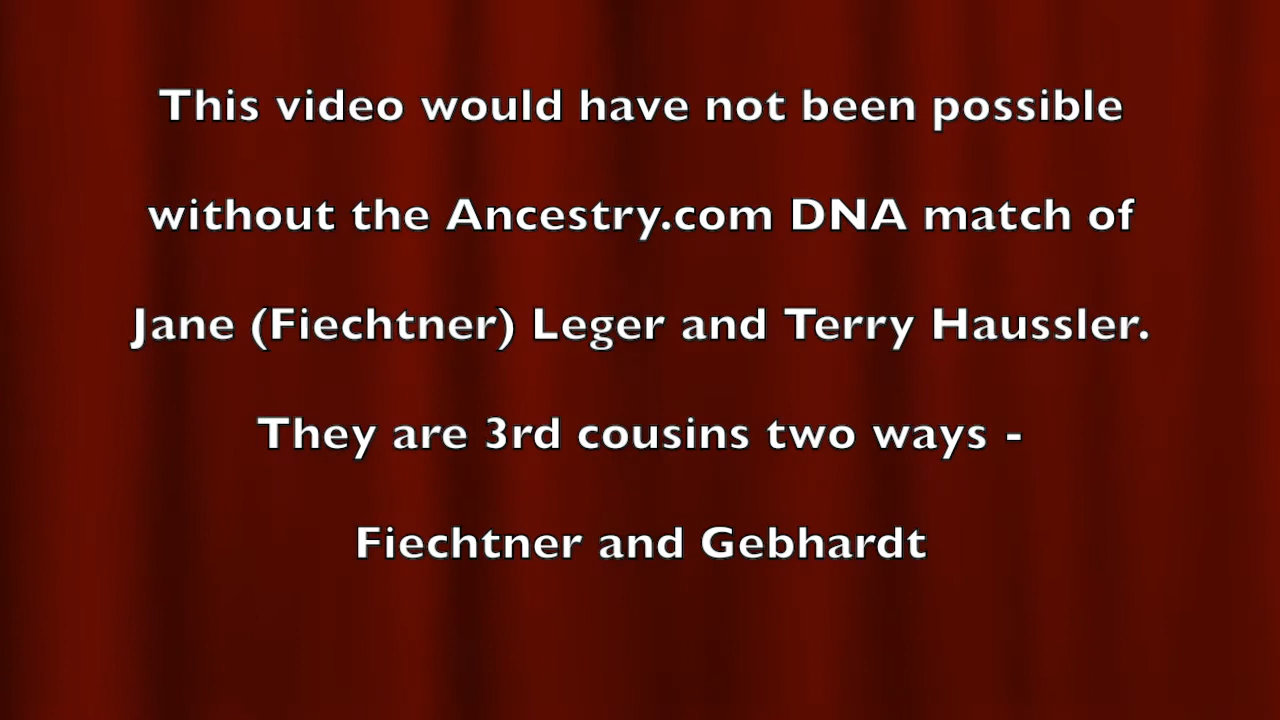 This video would have not been possible
without the Ancestry.com DNA match of
Jane (Fiechtner) Leger and Terry Haussler.
They are 3rd cousins two ways -
Fiechtner and Gebhardt